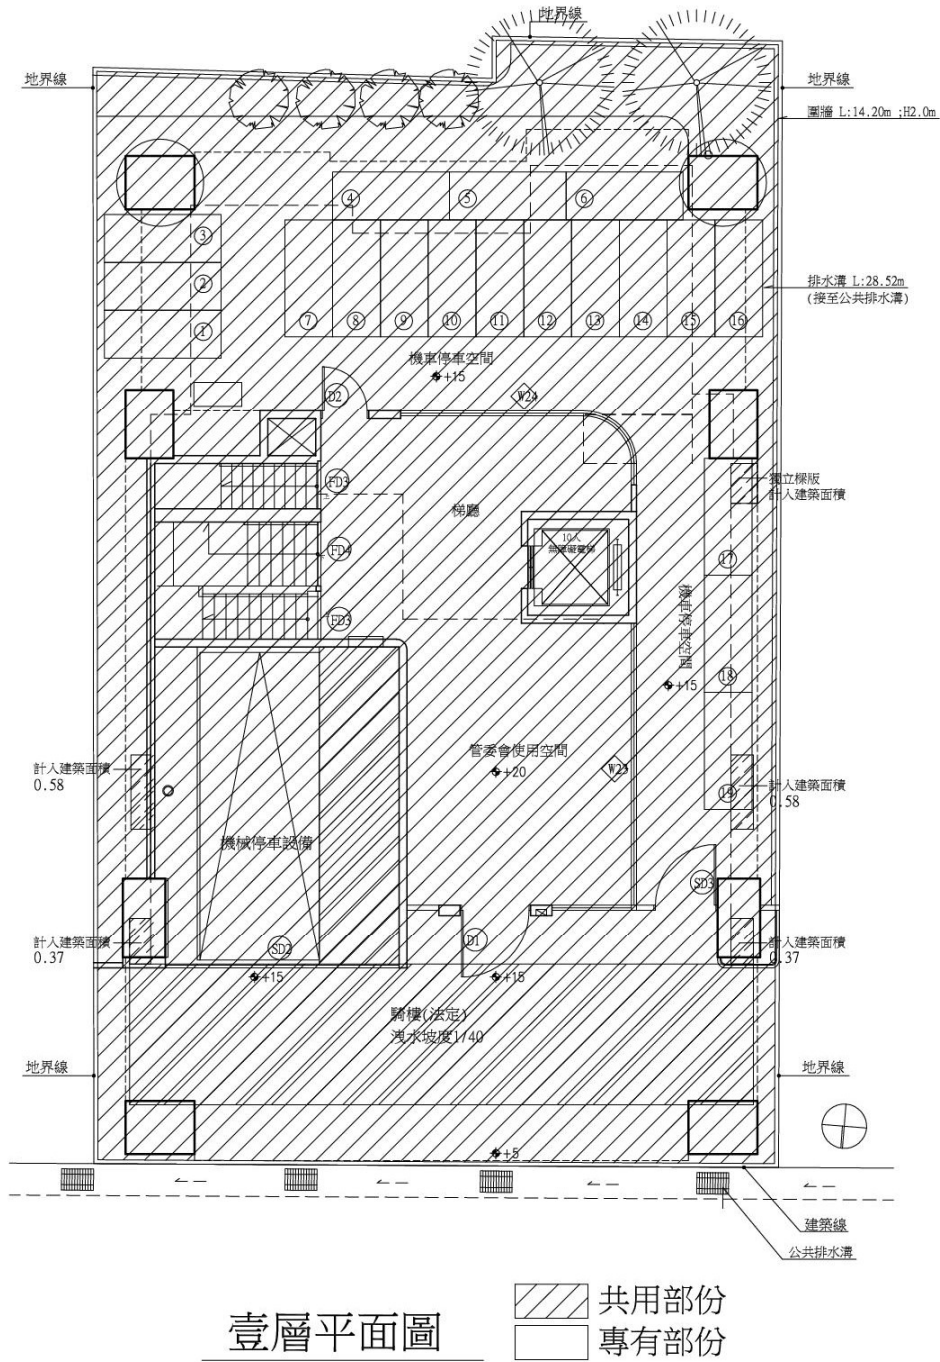 地界線
地界線
地界線
圍牆 L:14.20m ;H2.0m
④
⑤
⑥
③
②
①
排水溝 L:28.52m
(接至公共排水溝)
⑦
⑧
⑨
⑩
⑪
⑫
⑬
⑭
⑮
⑯
機車停車空間
+15
D2
W24
FD3
獨立樑版
計入建築面積
梯廳
10人
無障礙電梯
FD4
⑰
FD3
機車停車空間
⑱
+15
管委會使用空間
+20
W23
計入建築面積
0.58
計入建築面積
0.58
⑲
機械停車設備
SD3
計入建築面積
0.37
SD2
D1
計入建築面積
0.37
+15
+15
騎樓(法定)
洩水坡度1/40
地界線
地界線
+5
建築線
公共排水溝
壹層平面圖
共用部份
專有部份